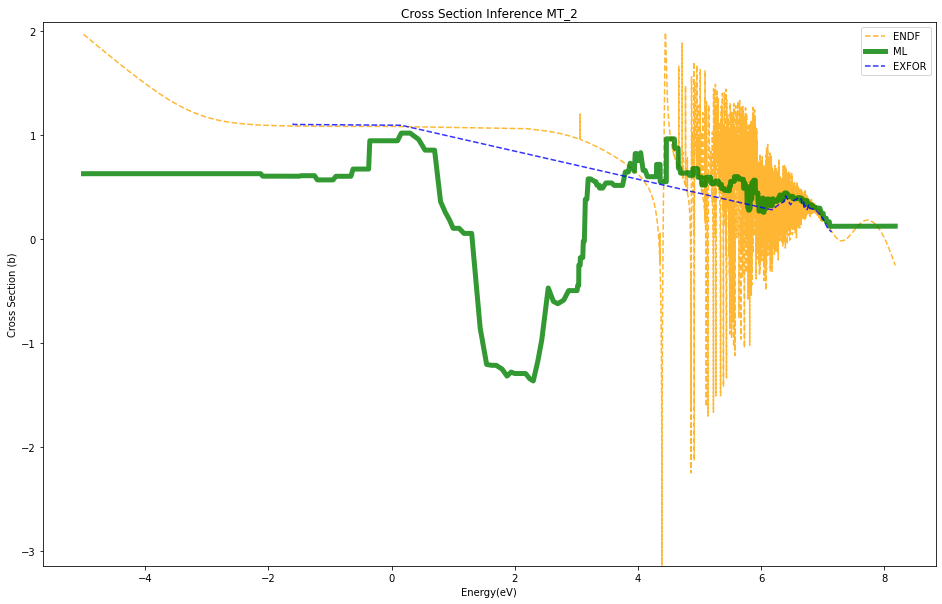 Cross Section Inference MT_2
ENDF
ML
EXFOR
Cross Section (b)
2
1
0
−1
−2
−3
−4
−2
0
2
4
6
8
Energy(eV)